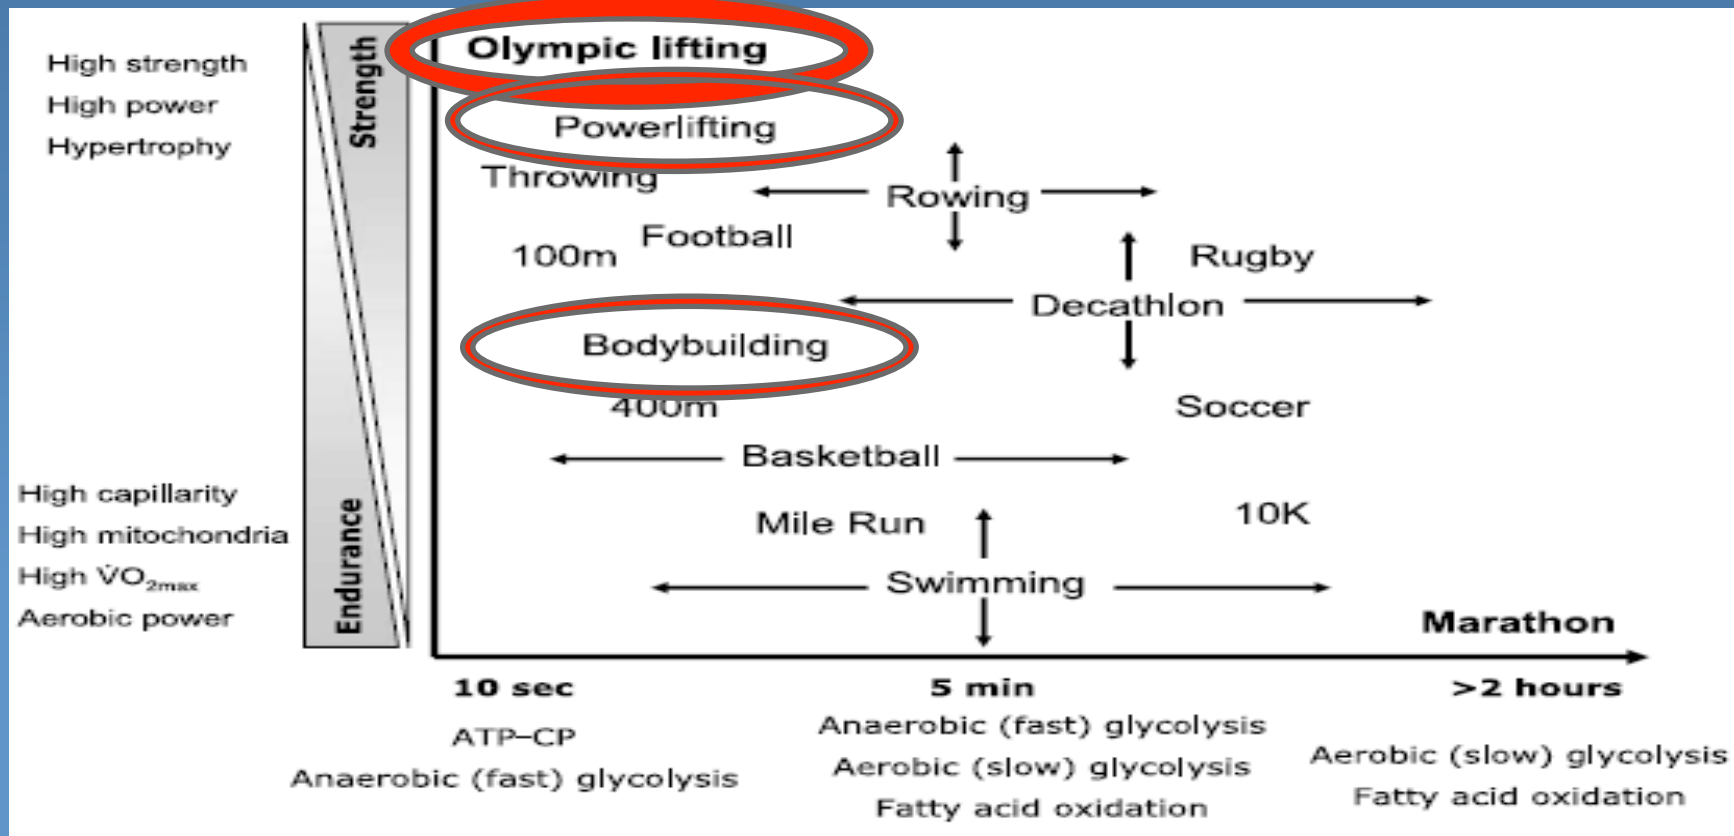 High strength
High power
Hypertrophy
Strength
Endurance
High capillarity
High mitochondria
High V̇O2max
Aerobic power
Olympic lifting
Powerlifting
Throwing
Rowing
Football
100m
Rugby
Decathlon
Bodybuilding
400m
Soccer
Basketball
10K
Mile Run
Swimming
Marathon
10 sec
5 min
>2 hours
ATP–CP
Anaerobic (fast) glycolysis
Anaerobic (fast) glycolysis
Aerobic (slow) glycolysis
Fatty acid oxidation
Aerobic (slow) glycolysis
Fatty acid oxidation